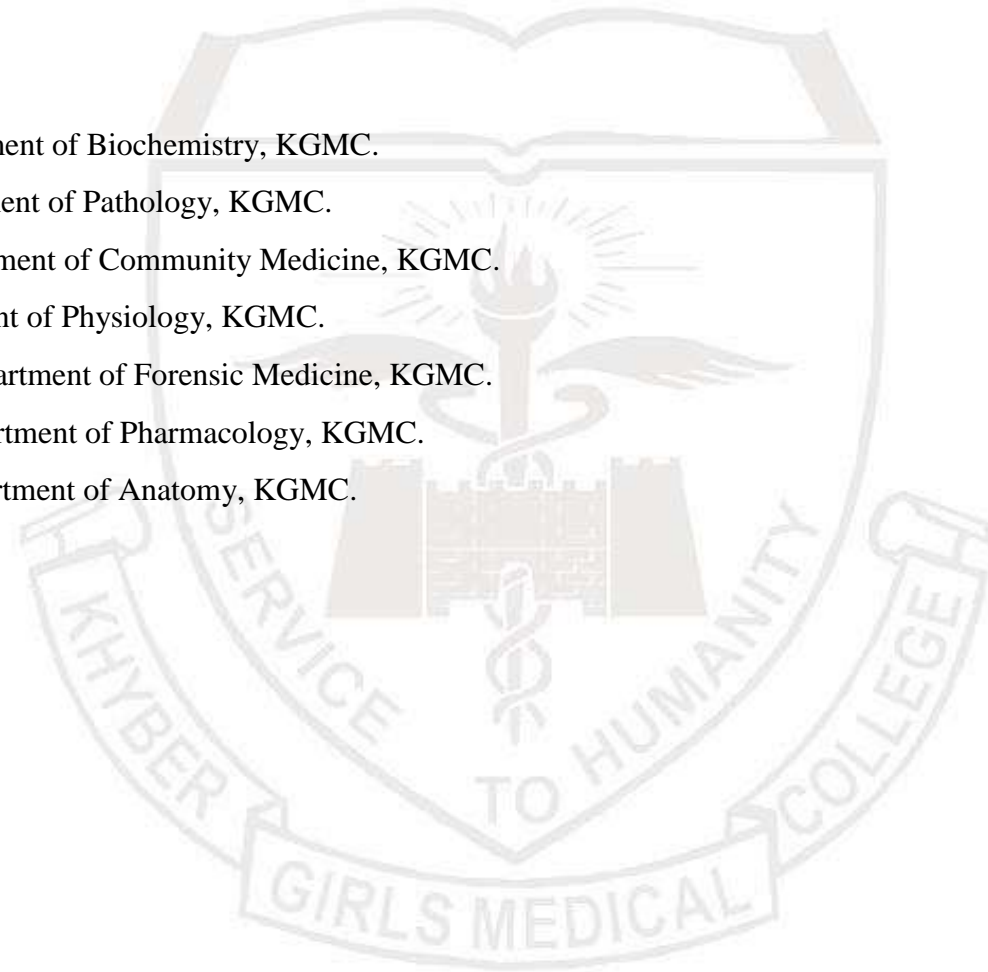 ment of Biochemistry, KGMC.
ent of Pathology, KGMC.
ment of Community Medicine, KGMC.
nt of Physiology, KGMC.
artment of Forensic Medicine, KGMC.
rtment of Pharmacology, KGMC.
rtment of Anatomy, KGMC.
SERVICE TO HUMANITY
KHYBER GIRLS MEDICAL COLLEGE